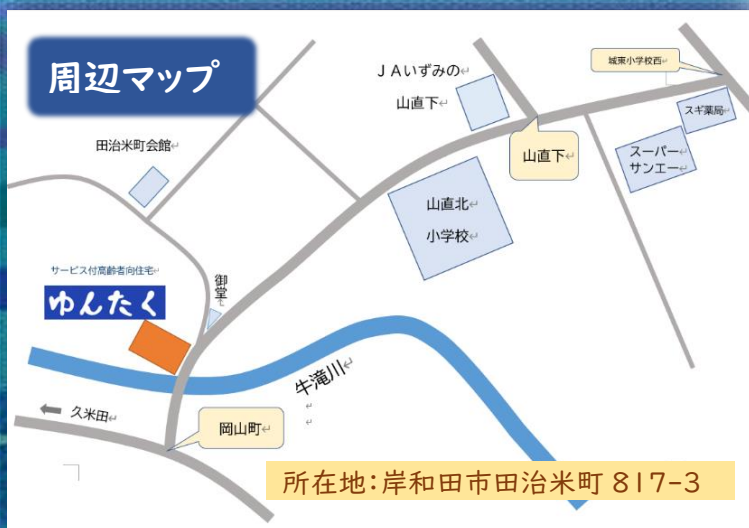 周辺マップ
JAいずみの
山直下
城東小学校西
スギ薬局
田治米町会館
山直下
スーパー
サンエー
山直北
小学校
サービス付高齢者向住宅
ゆんたく
御堂
牛滝川
久米田
岡山町
所在地:岸和田市田治米町 817-3